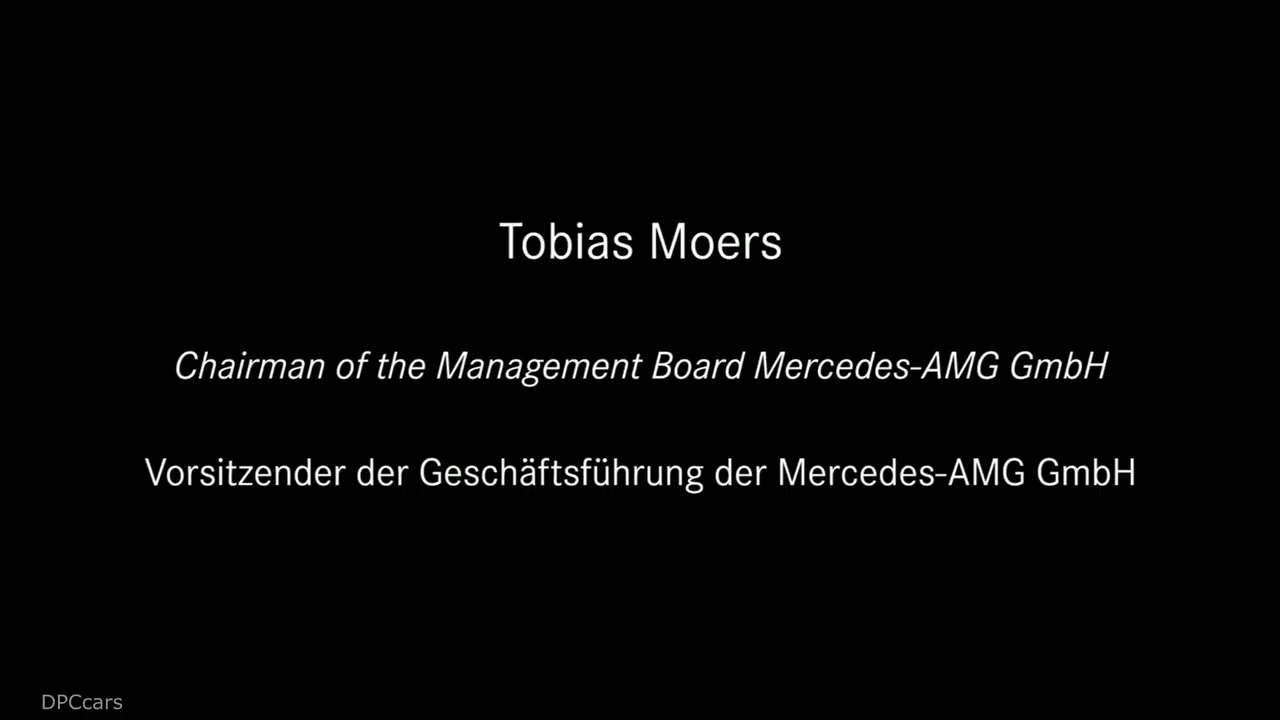 Tobias Moers
Chairman of the Management Board Mercedes-AMG GmbH
Vorsitzender der Geschäftsführung der Mercedes-AMG GmbH
DPCcars